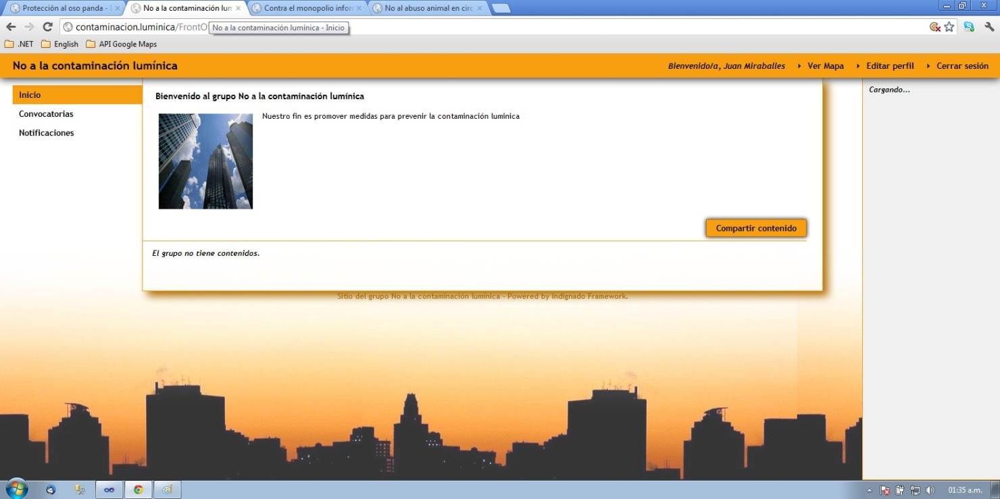 Protección al oso panda -
No a la contaminación lum
Contra el monopolio infor
No al abuso animal en circ
contaminacion.luminica/FrontO
No a la contaminación lumínica - Inicio
.NET
English
API Google Maps
No a la contaminación lumínica
Bienvenido/a, Juan Miraballes
Ver Mapa
Editar perfil
Cerrar sesión
Inicio
Convocatorias
Notificaciones
Bienvenido al grupo No a la contaminación lumínica
Nuestro fin es promover medidas para prevenir la contaminación luminica
Cargando...
Compartir contenido
El grupo no tiene contenidos.
Sitio del grupo No a la contaminación lumínica - Powered by Indignado Framework.
01:35 a.m.